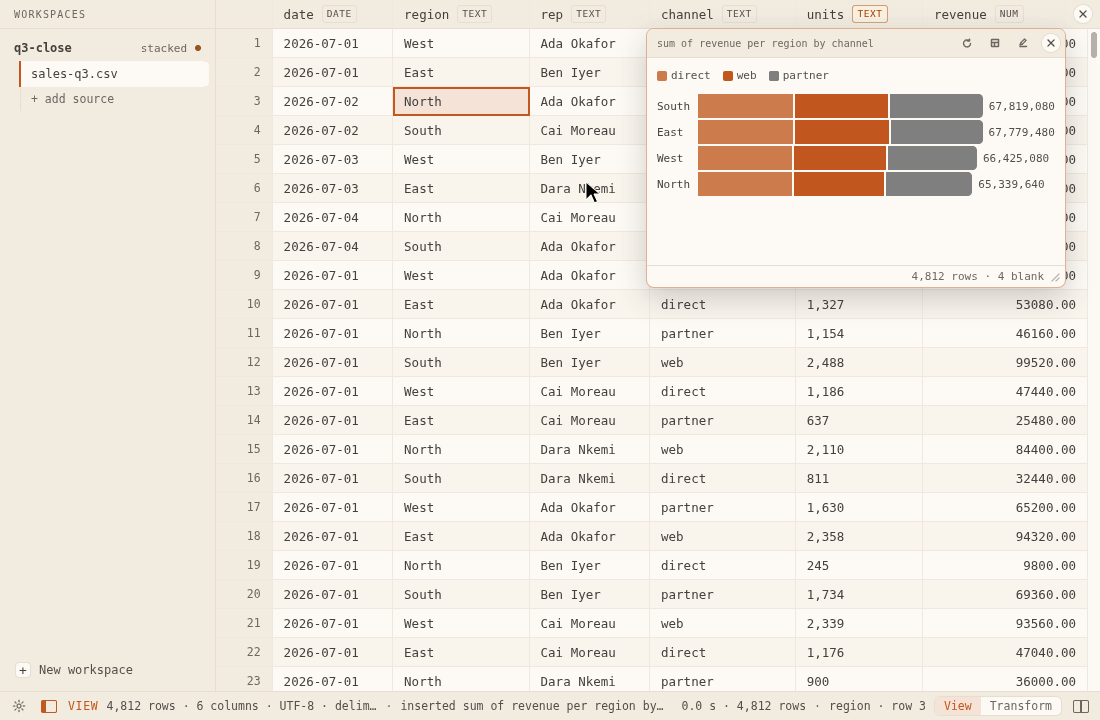 WORKSPACES
q3-close stacked
sales-q3.csv
+ add source
+ New workspace
date DATE region TEXT rep TEXT channel TEXT units TEXT revenue NUM
1 2026-07-01 West Ada Okafor
2 2026-07-01 East Ben Iyer
3 2026-07-02 North Ada Okafor
4 2026-07-02 South Cai Moreau
5 2026-07-03 West Ben Iyer
6 2026-07-03 East Dara Nkemi
7 2026-07-04 North Cai Moreau
8 2026-07-04 South Ada Okafor
9 2026-07-01 West Ada Okafor
10 2026-07-01 East Ada Okafor direct 1,327 53080.00
11 2026-07-01 North Ben Iyer partner 1,154 46160.00
12 2026-07-01 South Ben Iyer web 2,488 99520.00
13 2026-07-01 West Cai Moreau direct 1,186 47440.00
14 2026-07-01 East Cai Moreau partner 637 25480.00
15 2026-07-01 North Dara Nkemi web 2,110 84400.00
16 2026-07-01 South Dara Nkemi direct 811 32440.00
17 2026-07-01 West Ada Okafor partner 1,630 65200.00
18 2026-07-01 East Ada Okafor web 2,358 94320.00
19 2026-07-01 North Ben Iyer direct 245 9800.00
20 2026-07-01 South Ben Iyer partner 1,734 69360.00
21 2026-07-01 West Cai Moreau web 2,339 93560.00
22 2026-07-01 East Cai Moreau direct 1,176 47040.00
23 2026-07-01 North Dara Nkemi partner 900 36000.00
sum of revenue per region by channel
direct web partner
South 67,819,080
East 67,779,480
West 66,425,080
North 65,339,640
4,812 rows · 4 blank
VIEW 4,812 rows · 6 columns · UTF-8 · delim… · inserted sum of revenue per region by… 0.0 s · 4,812 rows · region · row 3 View Transform